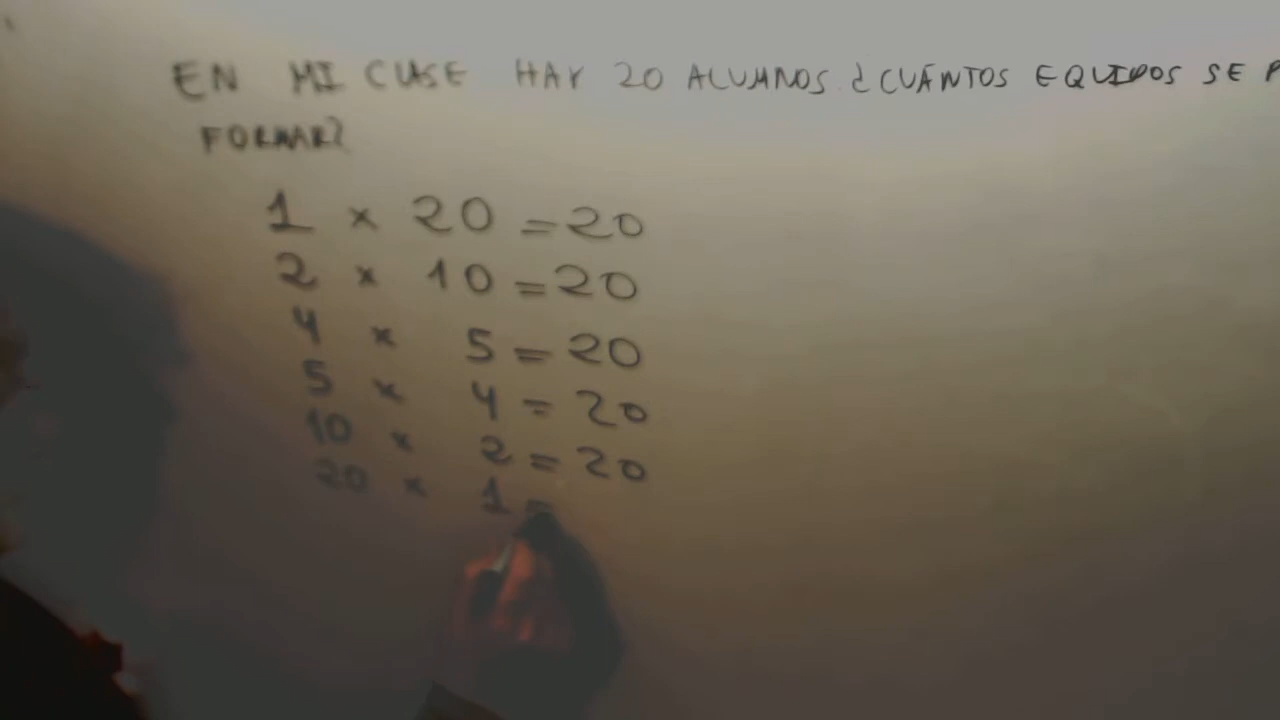 EN MI CLASE HAY 20 ALUMNOS ¿CUÁNTOS EQUIPOS SE
FORMAR?
1 x 20 = 20
2 x 10 = 20
4 x 5 = 20
5 x 4 = 20
10 x 2 = 20
20 x 1 =